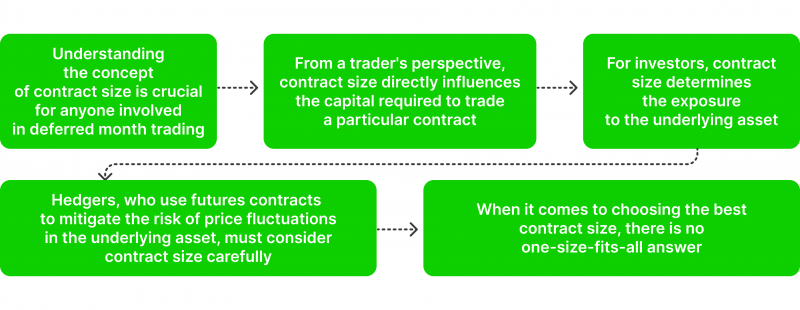 Understanding
the concept
of contract size is crucial
for anyone involved
in deferred month trading
From a trader's perspective,
contract size directly influences
the capital required to trade
a particular contract
For investors, contract
size determines
the exposure
to the underlying asset
Hedgers, who use futures contracts
to mitigate the risk of price fluctuations
in the underlying asset, must consider
contract size carefully
When it comes to choosing the best
contract size, there is no
one-size-fits-all answer